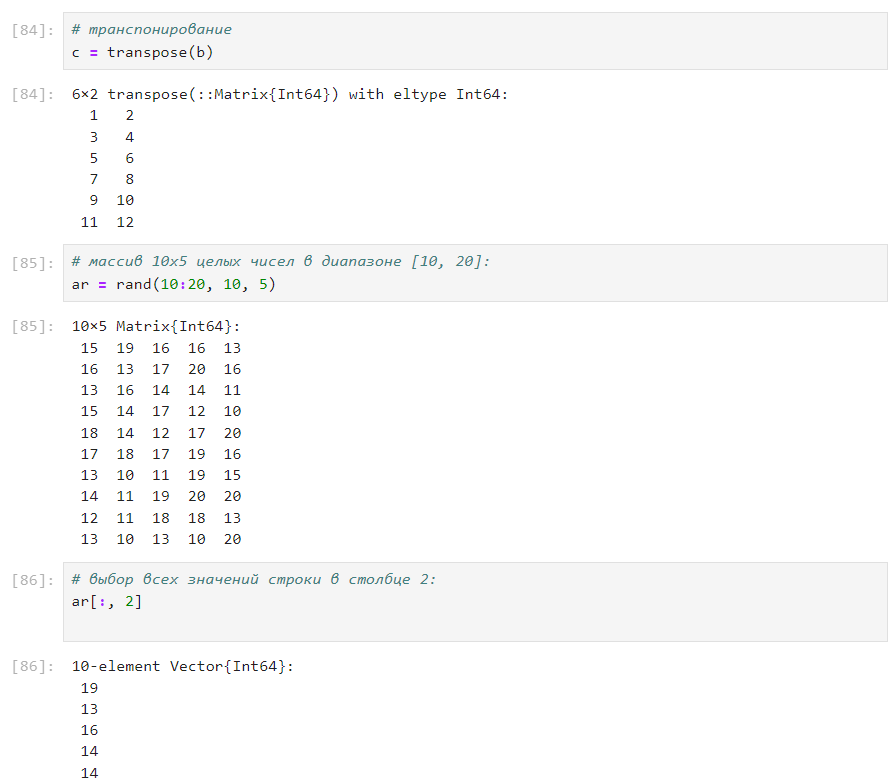 [84]: # транспонирование
c = transpose(b)
[84]: 6×2 transpose(::Matrix{Int64}) with eltype Int64:
1 2
3 4
5 6
7 8
9 10
11 12
[85]: # массив 10x5 целых чисел в диапазоне [10, 20]:
ar = rand(10:20, 10, 5)
[85]: 10×5 Matrix{Int64}:
15 19 16 16 13
16 13 17 20 16
13 16 14 14 11
15 14 17 12 10
18 14 12 17 20
17 18 17 19 16
13 10 11 19 15
14 11 19 20 20
12 11 18 18 13
13 10 13 10 20
[86]: # выбор всех значений строки в столбце 2:
ar[:, 2]
[86]: 10-element Vector{Int64}:
19
13
16
14
14